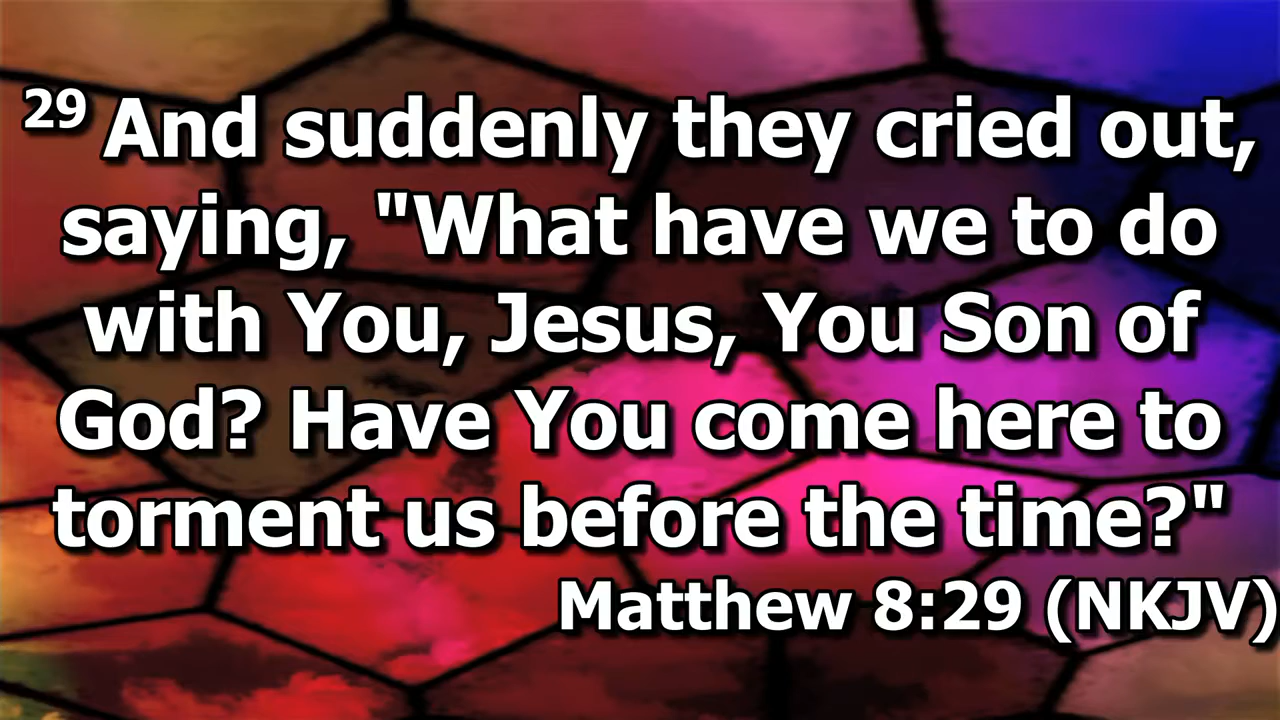 29 And suddenly they cried out,
saying, "What have we to do
with You, Jesus, You Son of
God? Have You come here to
torment us before the time?"
Matthew 8:29 (NKJV)